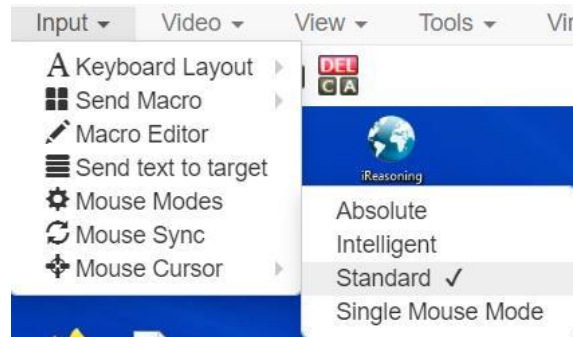 Input Video View Tools Vir
A Keyboard Layout
Send Macro
Macro Editor
Send text to target
Mouse Modes
Mouse Sync
Mouse Cursor
DEL
C A
iReasoning
Absolute
Intelligent
Standard ✓
Single Mouse Mode